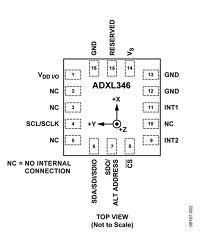 GND
RESERVED
VS
16
15
14
VDD I/O
1
ADXL346
13
GND
NC
2
+X
12
GND
NC
3
11
INT1
SCL/SCLK
4
+Y
+Z
10
NC
NC
5
9
INT2
6
7
8
NC = NO INTERNAL
CONNECTION
SDA/SDI/SDIO
SDO/
ALT ADDRESS
CS
TOP VIEW
(Not to Scale)
08167-002